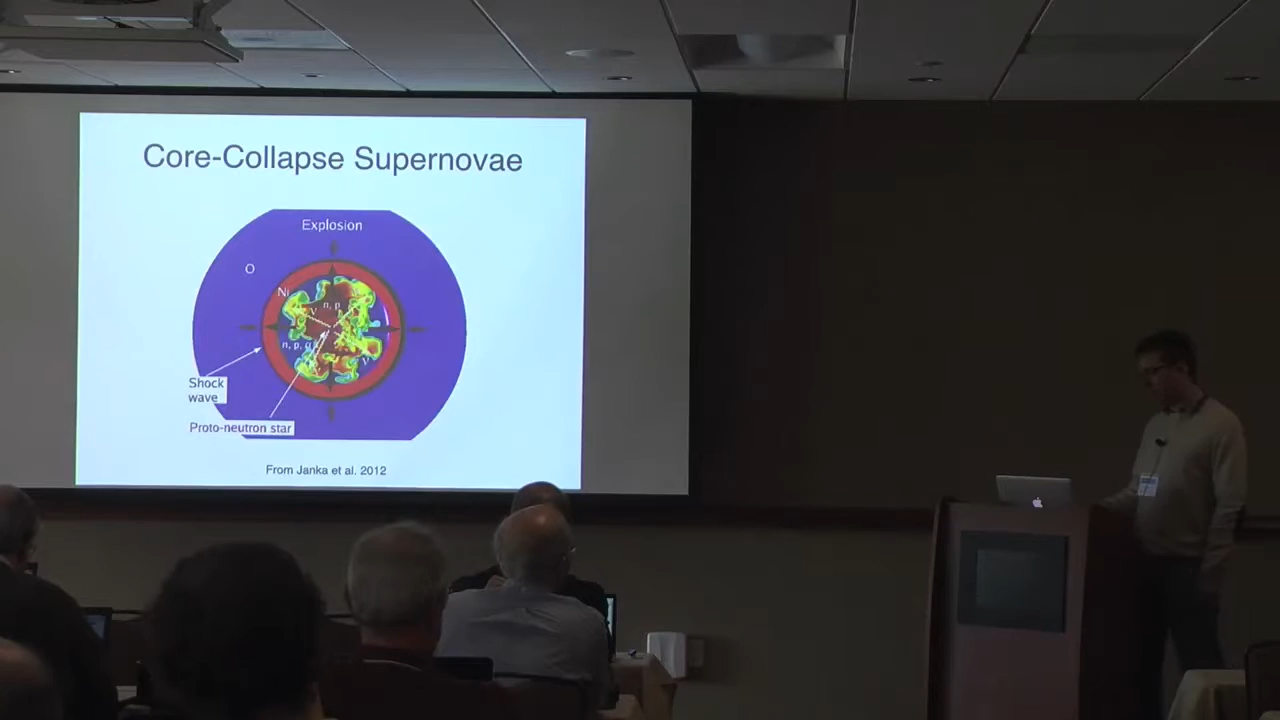 Core-Collapse Supernovae
Explosion
O
Ni
n, p
ν
n, p,
ν
Shock
wave
Proto-neutron star
From Janka et al. 2012